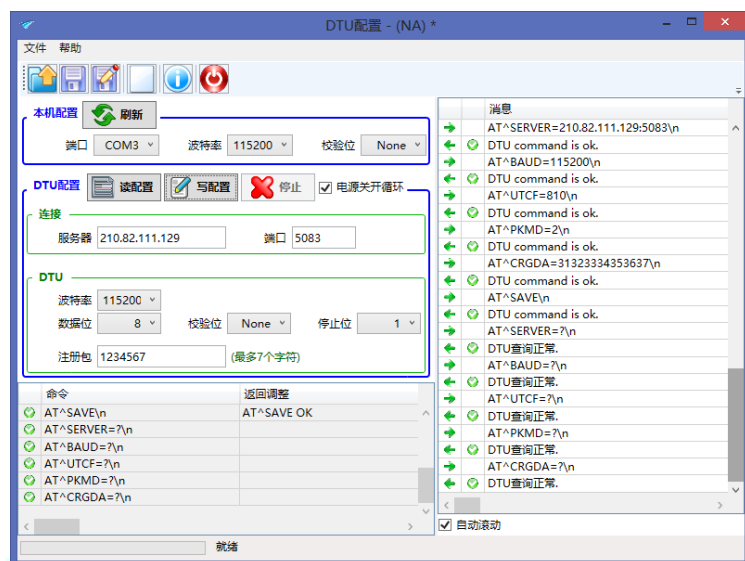 DTU配置 - (NA) *
文件 帮助
本机配置 刷新
端口 COM3 波特率 115200 校验位 None
DTU配置 读配置 写配置 停止 电源关开循环
连接
服务器 210.82.111.129 端口 5083
DTU
波特率 115200
数据位 8 校验位 None 停止位 1
注册包 1234567 (最多7个字符)
命令 返回调整
AT^SAVE\n AT^SAVE OK
AT^SERVER=?\n
AT^BAUD=?\n
AT^UTCF=?\n
AT^PKMD=?\n
AT^CRGDA=?\n
消息
AT^SERVER=210.82.111.129:5083\n
DTU command is ok.
AT^BAUD=115200\n
DTU command is ok.
AT^UTCF=810\n
DTU command is ok.
AT^PKMD=2\n
DTU command is ok.
AT^CRGDA=31323334353637\n
DTU command is ok.
AT^SAVE\n
DTU command is ok.
AT^SERVER=?\n
DTU查询正常.
AT^BAUD=?\n
DTU查询正常.
AT^UTCF=?\n
DTU查询正常.
AT^PKMD=?\n
DTU查询正常.
AT^CRGDA=?\n
DTU查询正常.
自动滚动
就绪